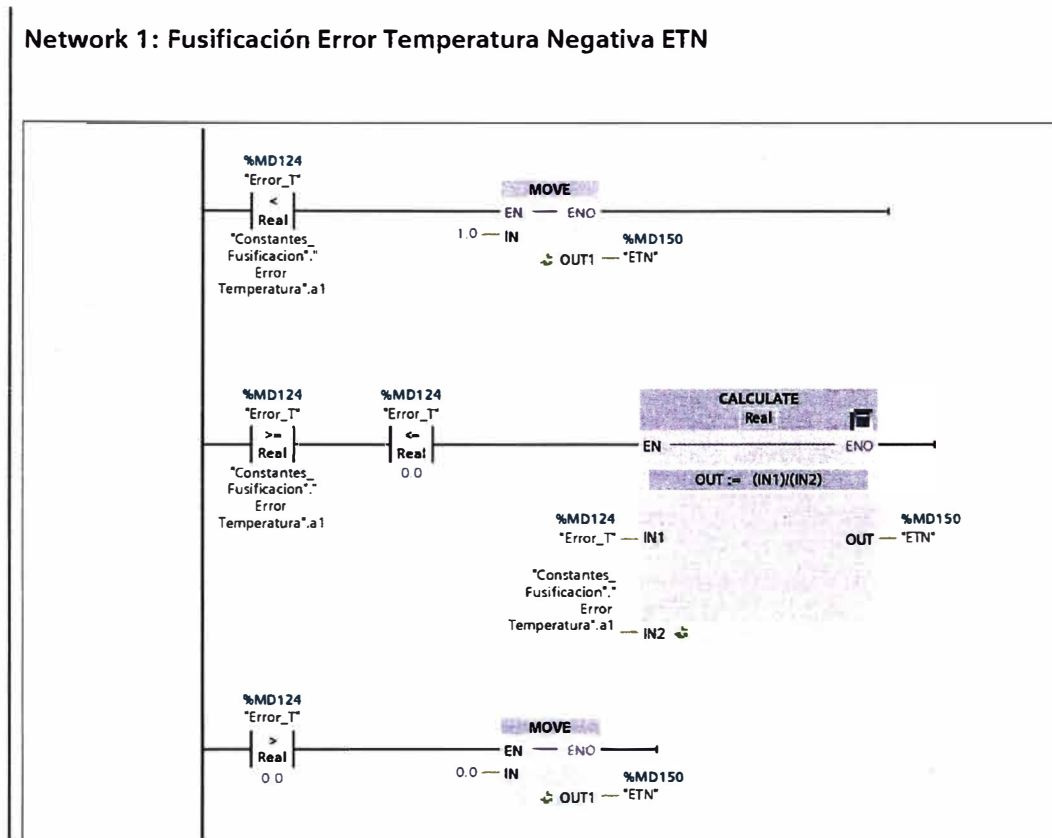 Network 1: Fusificación Error Temperatura Negativa ETN
%MD124
"Error_T"
<
Real
"Constantes_
Fusificacion"."
Error
Temperatura".a1
MOVE
EN ENO
1.0 IN
%MD150
OUT1 "ETN"
%MD124
"Error_T"
>=
Real
"Constantes_
Fusificacion"."
Error
Temperatura".a1
%MD124
"Error_T"
<=
Real
0.0
CALCULATE
Real
EN ENO
OUT := (IN1)/(IN2)
%MD124
"Error_T" IN1
%MD150
OUT "ETN"
"Constantes_
Fusificacion"."
Error
Temperatura".a1 IN2
%MD124
"Error_T"
>
Real
0.0
MOVE
EN ENO
0.0 IN
%MD150
OUT1 "ETN"